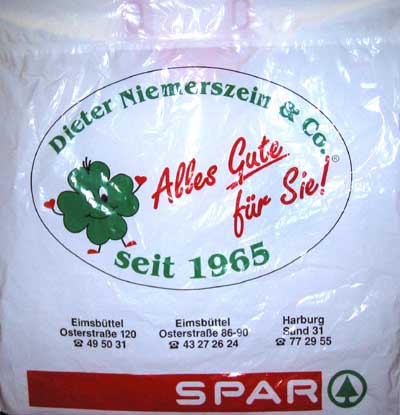 Dieter Niemerszein & Co.
Alles Gute
für Sie!®
seit 1965
Eimsbüttel
Osterstraße 120
☎ 49 50 31
Eimsbüttel
Osterstraße 86-90
☎ 43 27 26 24
Harburg
Sand 31
☎ 77 29 55
SPAR